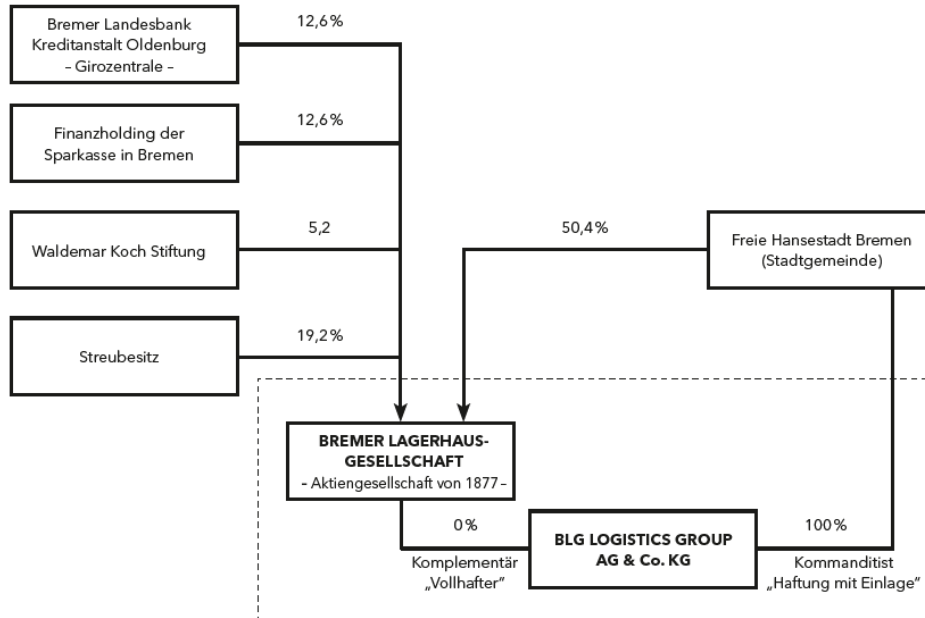 Bremer Landesbank
Kreditanstalt Oldenburg
– Girozentrale –
12,6 %
Finanzholding der
Sparkasse in Bremen
12,6 %
Waldemar Koch Stiftung
5,2
50,4 %
Freie Hansestadt Bremen
(Stadtgemeinde)
Streubesitz
19,2 %
BREMER LAGERHAUS-
GESELLSCHAFT
– Aktiengesellschaft von 1877 –
0 %
Komplementär
„Vollhafter”
BLG LOGISTICS GROUP
AG & Co. KG
100 %
Kommanditist
„Haftung mit Einlage”